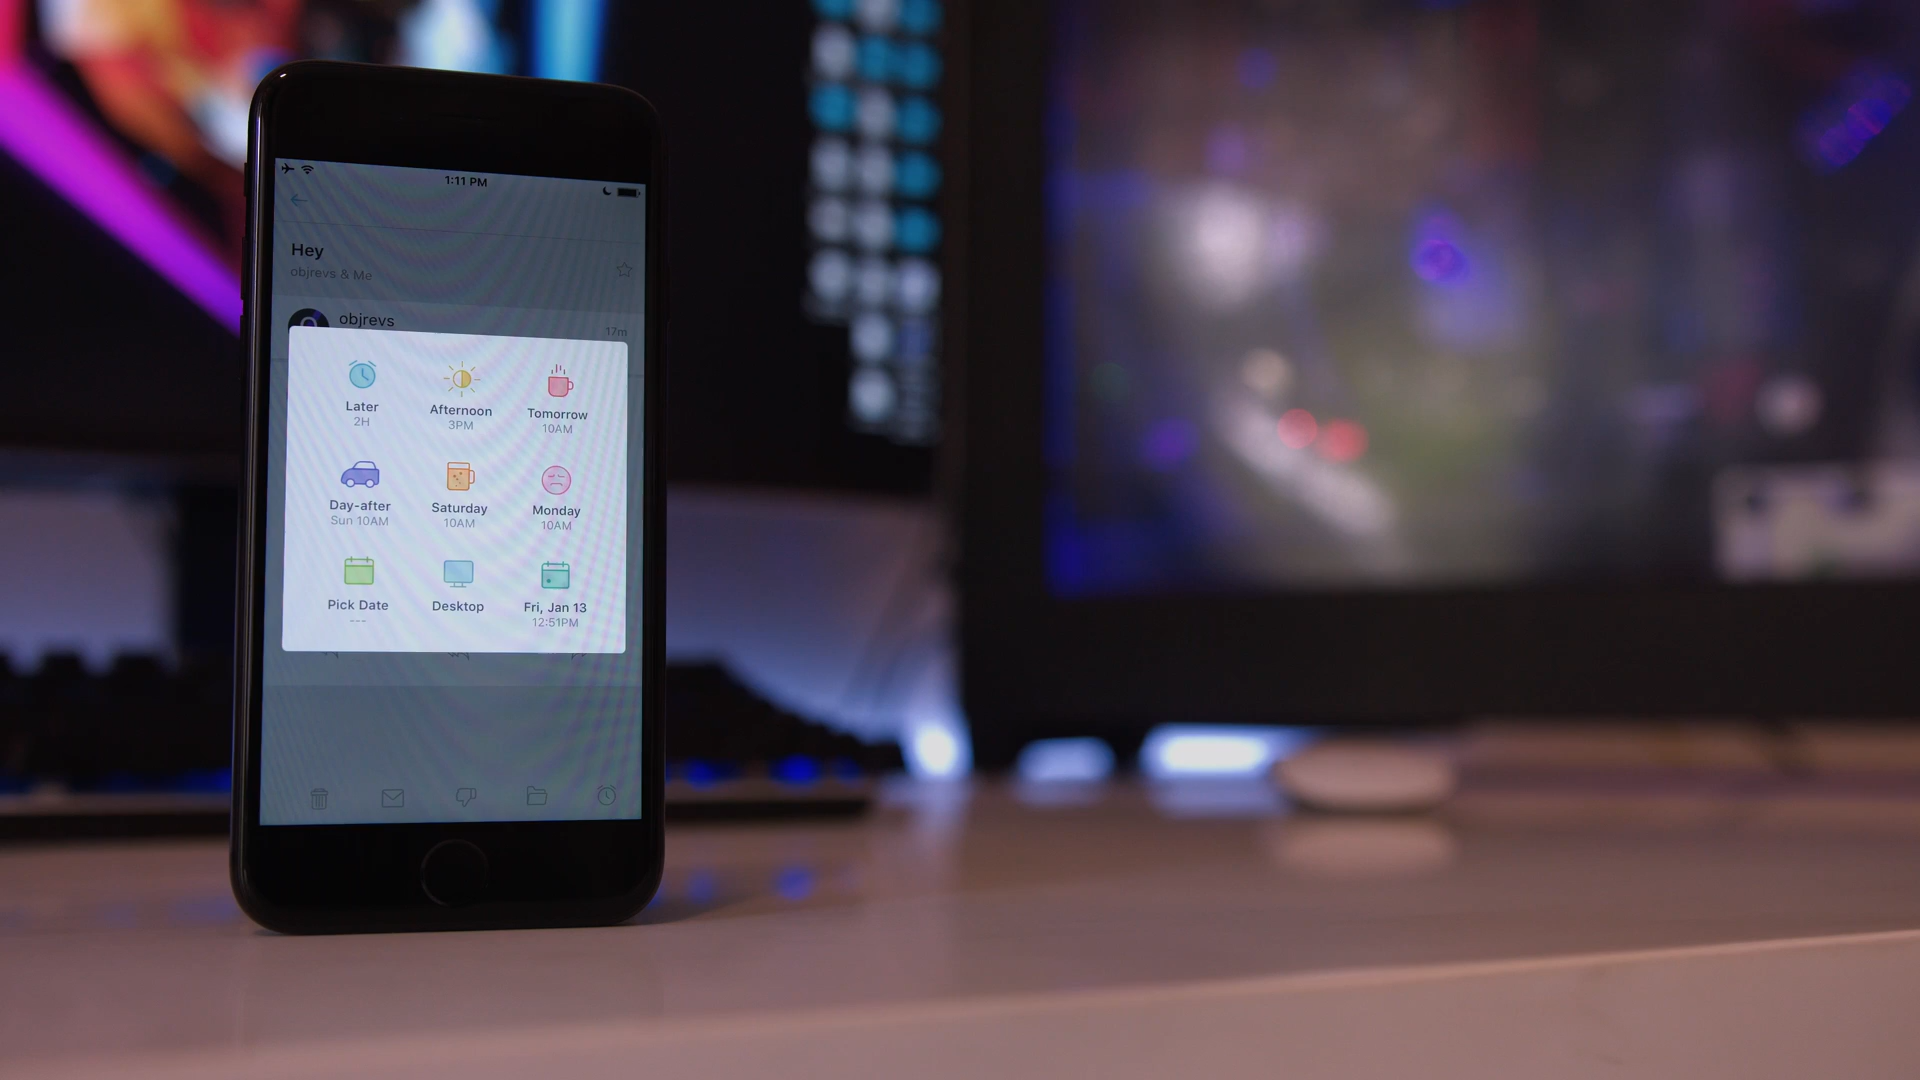 1:11 PM
Hey
objrevs & Me
objrevs
17m
Later
2H
Afternoon
3PM
Tomorrow
10AM
Day-after
Sun 10AM
Saturday
10AM
Monday
10AM
Pick Date
---
Desktop
Fri, Jan 13
12:51PM